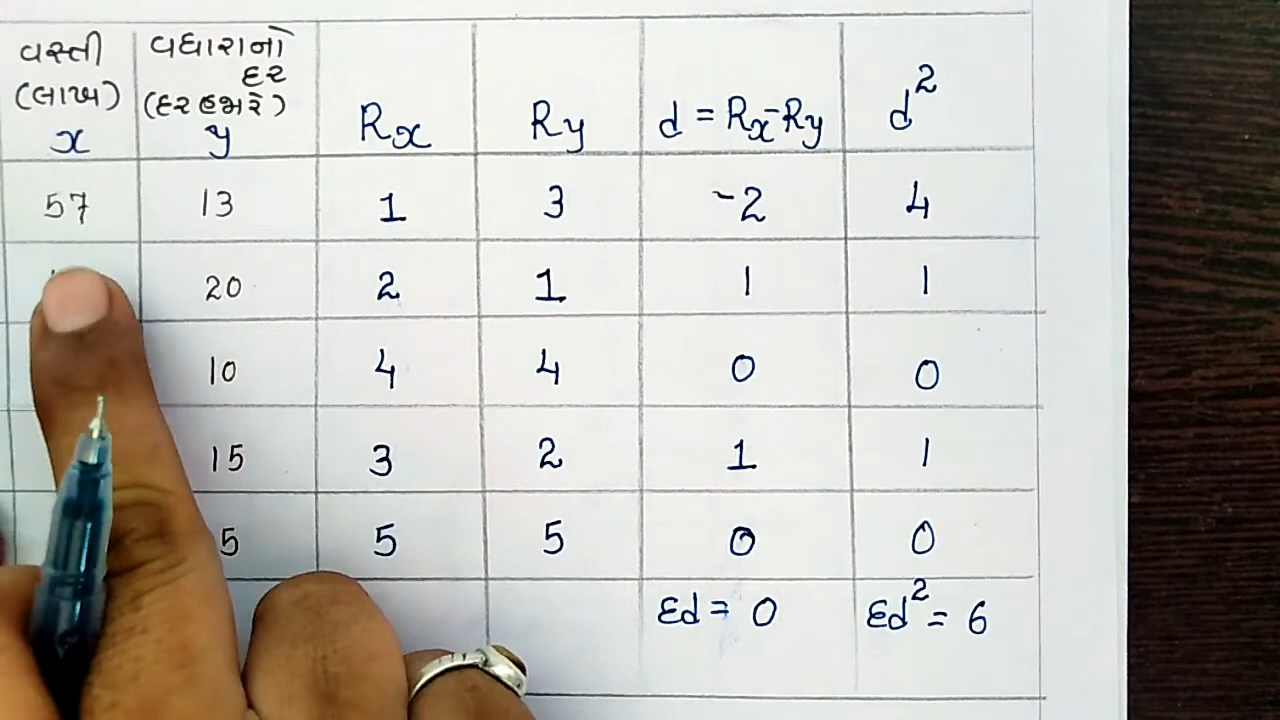 વસ્તી વધારાનો
(લાખ) દર
x (દર હજારે) y Rx Ry d = Rx-Ry d²
57 13 1 3 -2 4
20 2 1 1 1
10 4 4 0 0
15 3 2 1 1
5 5 5 0 0
Σd = 0 Σd² = 6